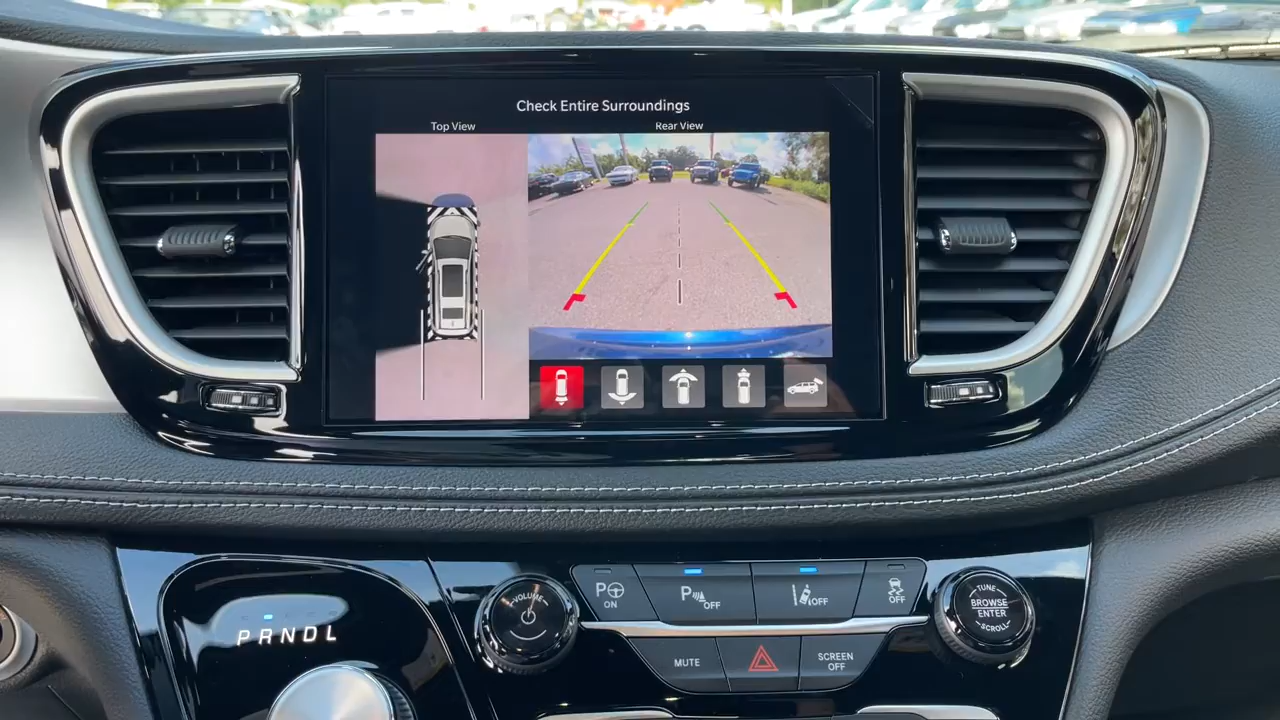 Check Entire Surroundings
Top View
Rear View
VOLUME
P ON
P OFF
OFF
OFF
TUNE
BROWSE
ENTER
SCROLL
PRNDL
MUTE
SCREEN
OFF